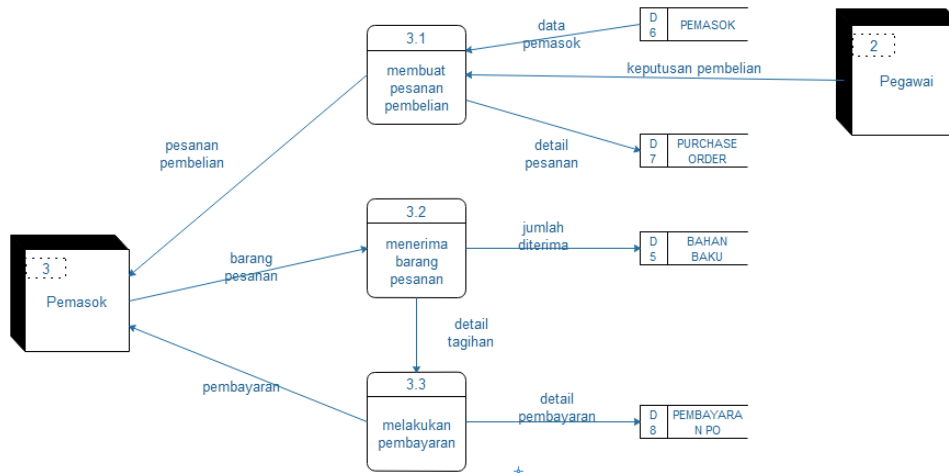 3.1
membuat
pesanan
pembelian
data
pemasok
D
6
PEMASOK
keputusan pembelian
2
Pegawai
pesanan
pembelian
detail
pesanan
D
7
PURCHASE
ORDER
3
Pemasok
barang
pesanan
3.2
menerima
barang
pesanan
jumlah
diterima
D
5
BAHAN
BAKU
detail
tagihan
pembayaran
3.3
melakukan
pembayaran
detail
pembayaran
D
8
PEMBAYARA
N PO